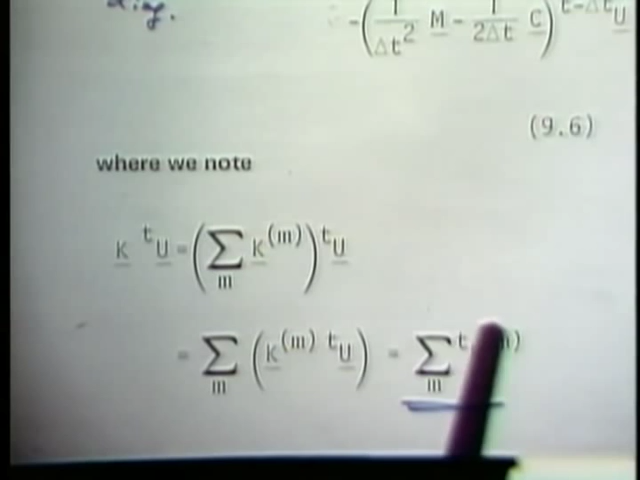 -(1/Δt² M - 1/2Δt C) t-Δt U
(9.6)
where we note
K ᵗU = (∑ₘ K⁽ᵐ⁾) ᵗU
= ∑ₘ (K⁽ᵐ⁾ ᵗU) = ∑ₘ ᵗ